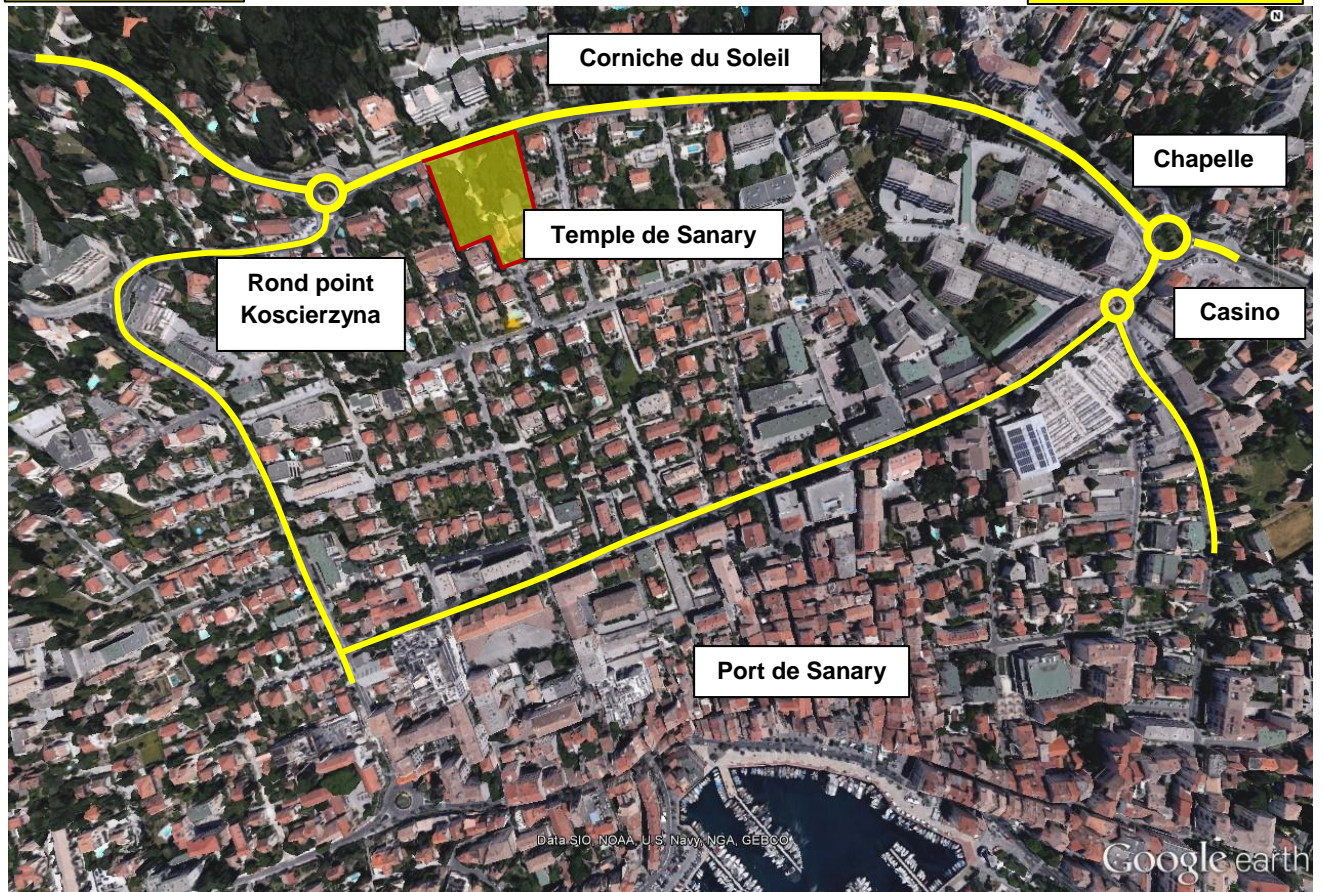 Corniche du Soleil
Chapelle
Temple de Sanary
Rond point
Koscierzyna
Casino
Port de Sanary
Data SIO, NOAA, U.S. Navy, NGA, GEBCO
Google earth
N